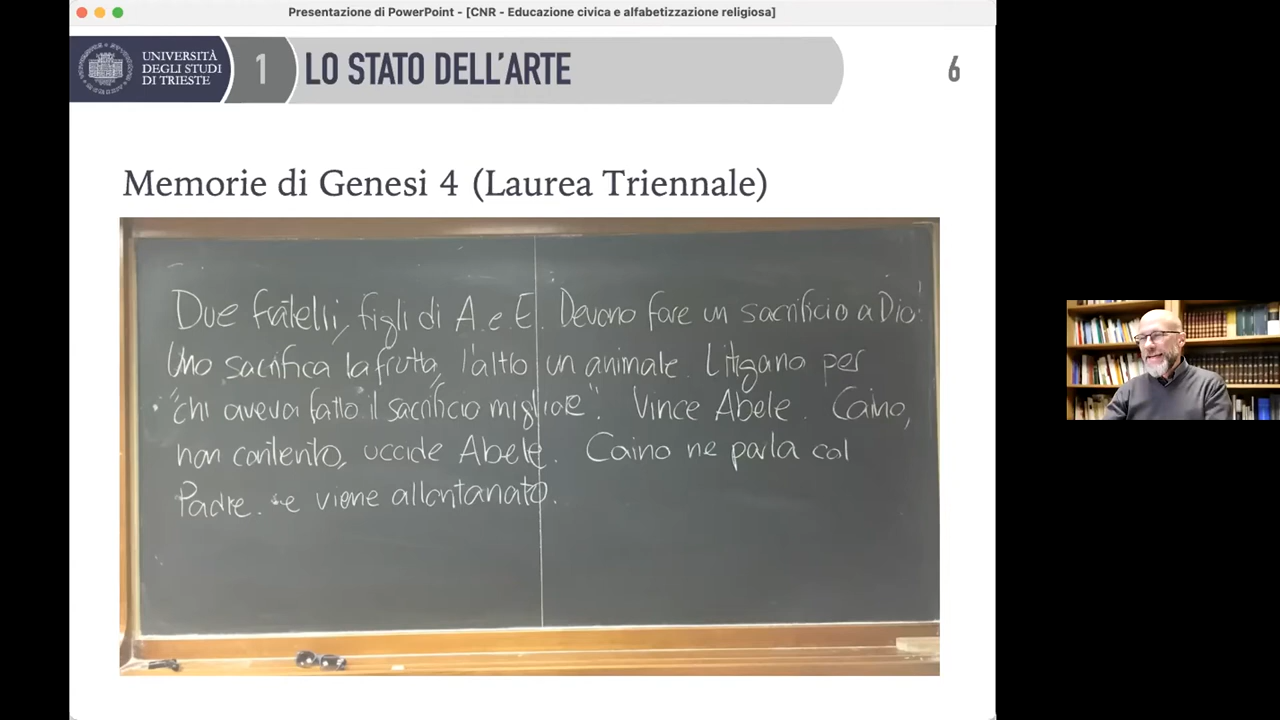 Presentazione di PowerPoint - [CNR - Educazione civica e alfabetizzazione religiosa]
UNIVERSITÀ
DEGLI STUDI
DI TRIESTE
1
LO STATO DELL'ARTE
6
Memorie di Genesi 4 (Laurea Triennale)
Due fratelli, figli di A. e E. Devono fare un sacrificio a Dio:
Uno sacrifica la frutta, l'altro un animale. Litigano per
"chi aveva fatto il sacrificio migliore". Vince Abele. Caino,
non contento, uccide Abele. Caino ne parla col
Padre. e viene allontanato.